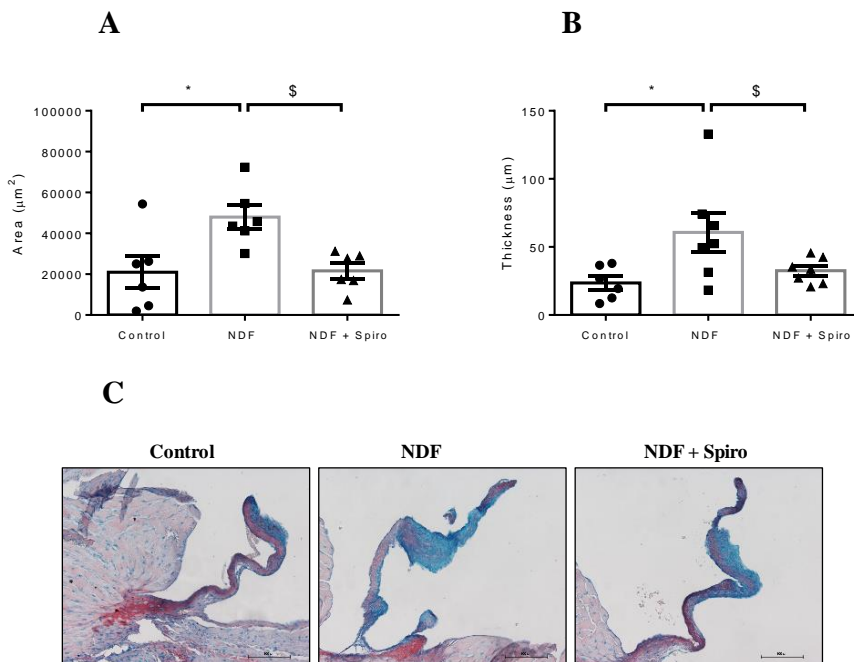 A
B
* $
* $
100000
80000
60000
40000
20000
0
Area (μm²)
Control NDF NDF + Spiro
150
100
50
0
Thickness (μm)
Control NDF NDF + Spiro
C
Control NDF NDF + Spiro